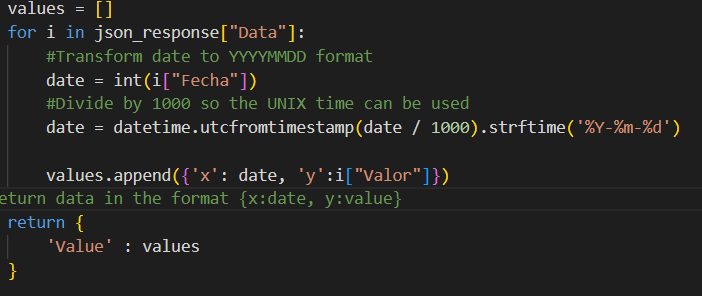 values = []
for i in json_response["Data"]:
    #Transform date to YYYYMMDD format
    date = int(i["Fecha"])
    #Divide by 1000 so the UNIX time can be used
    date = datetime.utcfromtimestamp(date / 1000).strftime('%Y-%m-%d')
    values.append({'x': date, 'y':i["Valor"]})
eturn data in the format {x:date, y:value}
return {
    'Value' : values
}